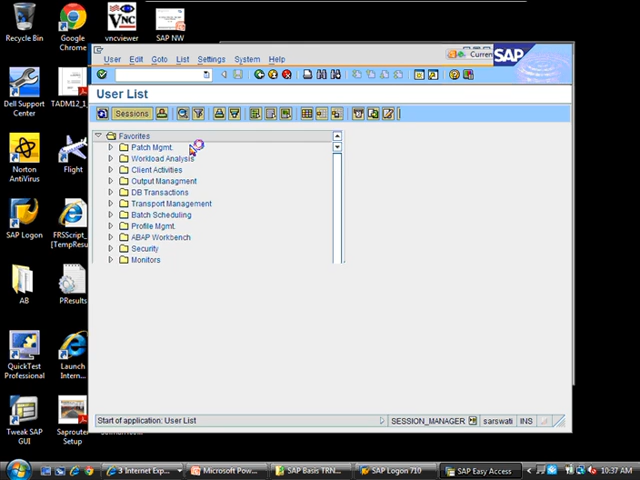 Recycle Bin
Google Chrome
VNC
vncviewer
SAP NW
Dell Support Center
TADM12_1
Norton AntiVirus
Flight
SAP Logon
FRSScript_
[TempResul
AB
PResults
QuickTest Professional
Launch Intern...
Tweak SAP GUI
Saprouter Setup
User Edit Goto List Settings System Help
Curren
SAP
User List
Sessions
Favorites
Patch Mgmt.
Workload Analysis
Client Activities
Output Managment
DB Transactions
Transport Management
Batch Scheduling
Profile Mgmt.
ABAP Workbench
Security
Monitors
Start of application: User List
SESSION_MANAGER
sarswati
INS
3 Internet Exp...
Microsoft Pow...
SAP Basis TRN...
SAP Logon 710
SAP Easy Access
10:37 AM